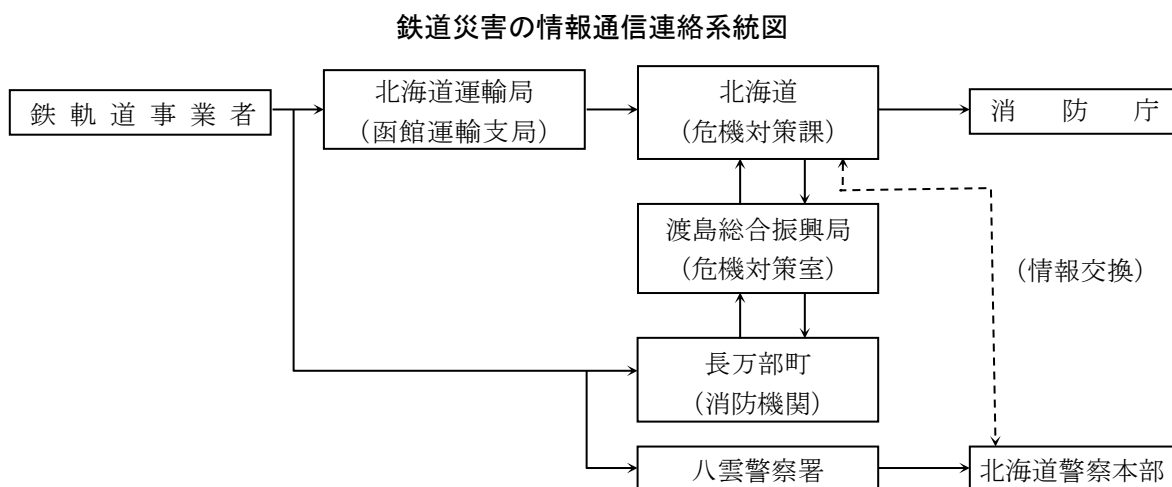 鉄道災害の情報通信連絡系統図
鉄軌道事業者
北海道運輸局
（函館運輸支局）
北海道
（危機対策課）
消防庁
渡島総合振興局
（危機対策室）
（情報交換）
長万部町
（消防機関）
八雲警察署
北海道警察本部